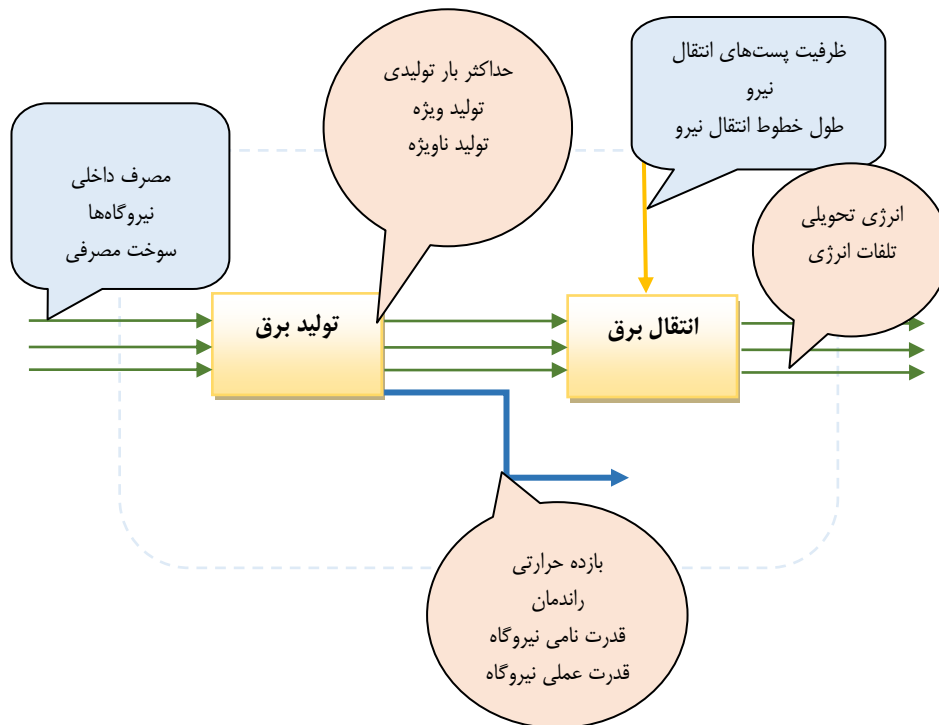 ظرفیت پست‌های انتقال
نیرو
طول خطوط انتقال نیرو
حداکثر بار تولیدی
تولید ویژه
تولید ناویژه
مصرف داخلی
نیروگاه‌ها
سوخت مصرفی
انرژی تحویلی
تلفات انرژی
انتقال برق
تولید برق
بازده حرارتی
راندمان
قدرت نامی نیروگاه
قدرت عملی نیروگاه